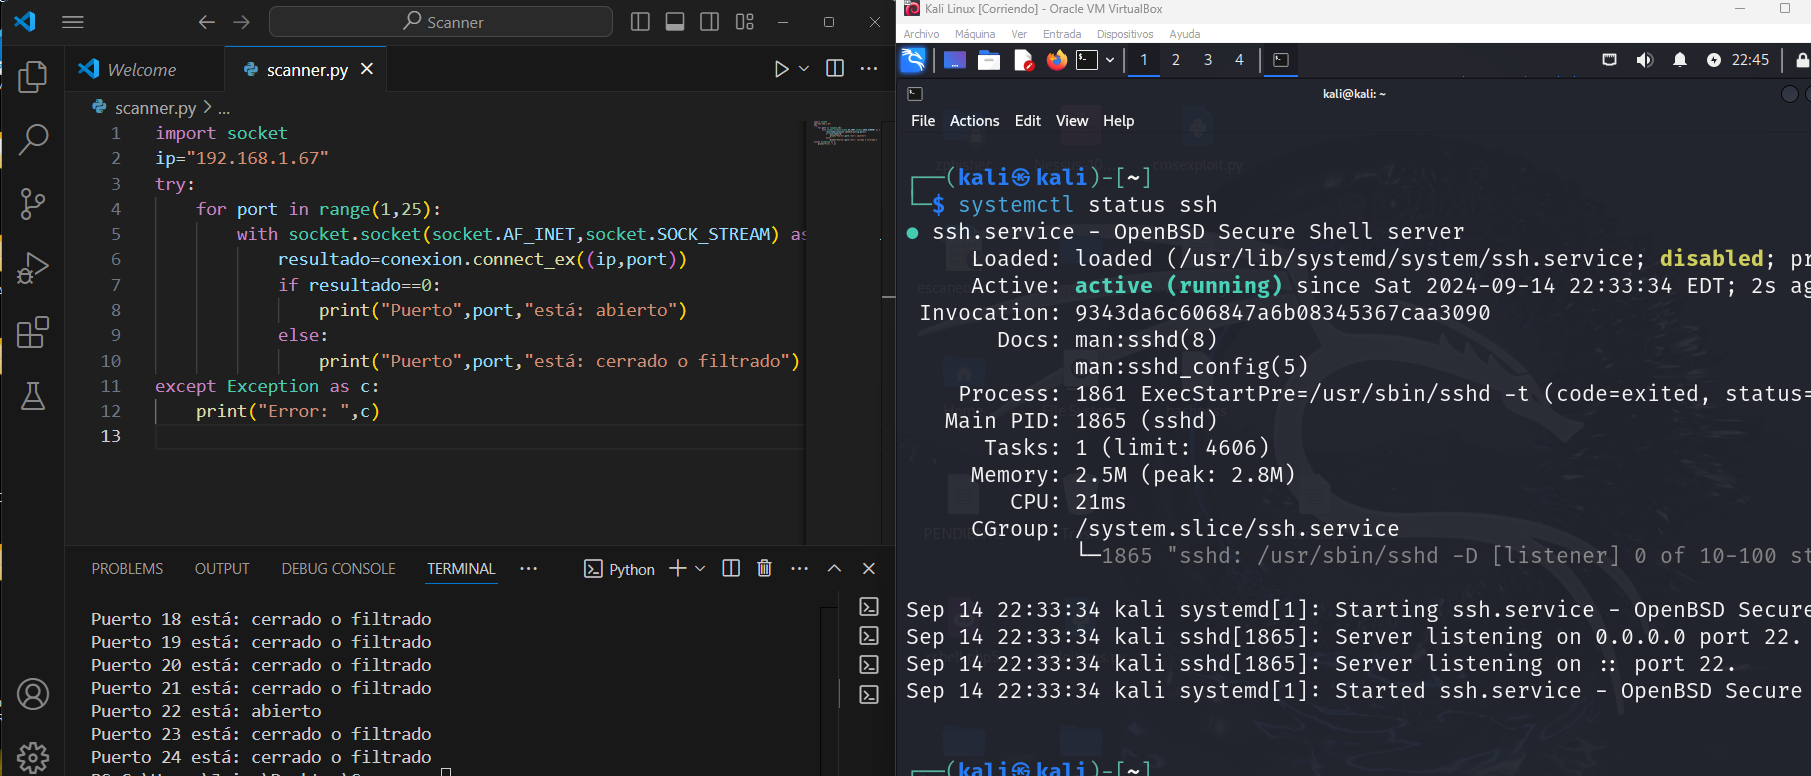 Scanner
Welcome
scanner.py
scanner.py > ...
1 import socket
2 ip="192.168.1.67"
3 try:
4 for port in range(1,25):
5 with socket.socket(socket.AF_INET,socket.SOCK_STREAM) as
6 resultado=conexion.connect_ex((ip,port))
7 if resultado==0:
8 print("Puerto",port,"está: abierto")
9 else:
10 print("Puerto",port,"está: cerrado o filtrado")
11 except Exception as c:
12 print("Error: ",c)
13
PROBLEMS OUTPUT DEBUG CONSOLE TERMINAL ... Python
Puerto 18 está: cerrado o filtrado
Puerto 19 está: cerrado o filtrado
Puerto 20 está: cerrado o filtrado
Puerto 21 está: cerrado o filtrado
Puerto 22 está: abierto
Puerto 23 está: cerrado o filtrado
Puerto 24 está: cerrado o filtrado
Kali Linux [Corriendo] - Oracle VM VirtualBox
Archivo Máquina Ver Entrada Dispositivos Ayuda
1 2 3 4 22:45
kali@kali: ~
File Actions Edit View Help
┌──(kali㉿kali)-[~]
└─$ systemctl status ssh
● ssh.service - OpenBSD Secure Shell server
Loaded: loaded (/usr/lib/systemd/system/ssh.service; disabled; pr
Active: active (running) since Sat 2024-09-14 22:33:34 EDT; 2s ag
Invocation: 9343da6c606847a6b08345367caa3090
Docs: man:sshd(8)
man:sshd_config(5)
Process: 1861 ExecStartPre=/usr/sbin/sshd -t (code=exited, status=
Main PID: 1865 (sshd)
Tasks: 1 (limit: 4606)
Memory: 2.5M (peak: 2.8M)
CPU: 21ms
CGroup: /system.slice/ssh.service
└─1865 "sshd: /usr/sbin/sshd -D [listener] 0 of 10-100 st
Sep 14 22:33:34 kali systemd[1]: Starting ssh.service - OpenBSD Secure
Sep 14 22:33:34 kali sshd[1865]: Server listening on 0.0.0.0 port 22.
Sep 14 22:33:34 kali sshd[1865]: Server listening on :: port 22.
Sep 14 22:33:34 kali systemd[1]: Started ssh.service - OpenBSD Secure
┌──(kali㉿kali)-[~]